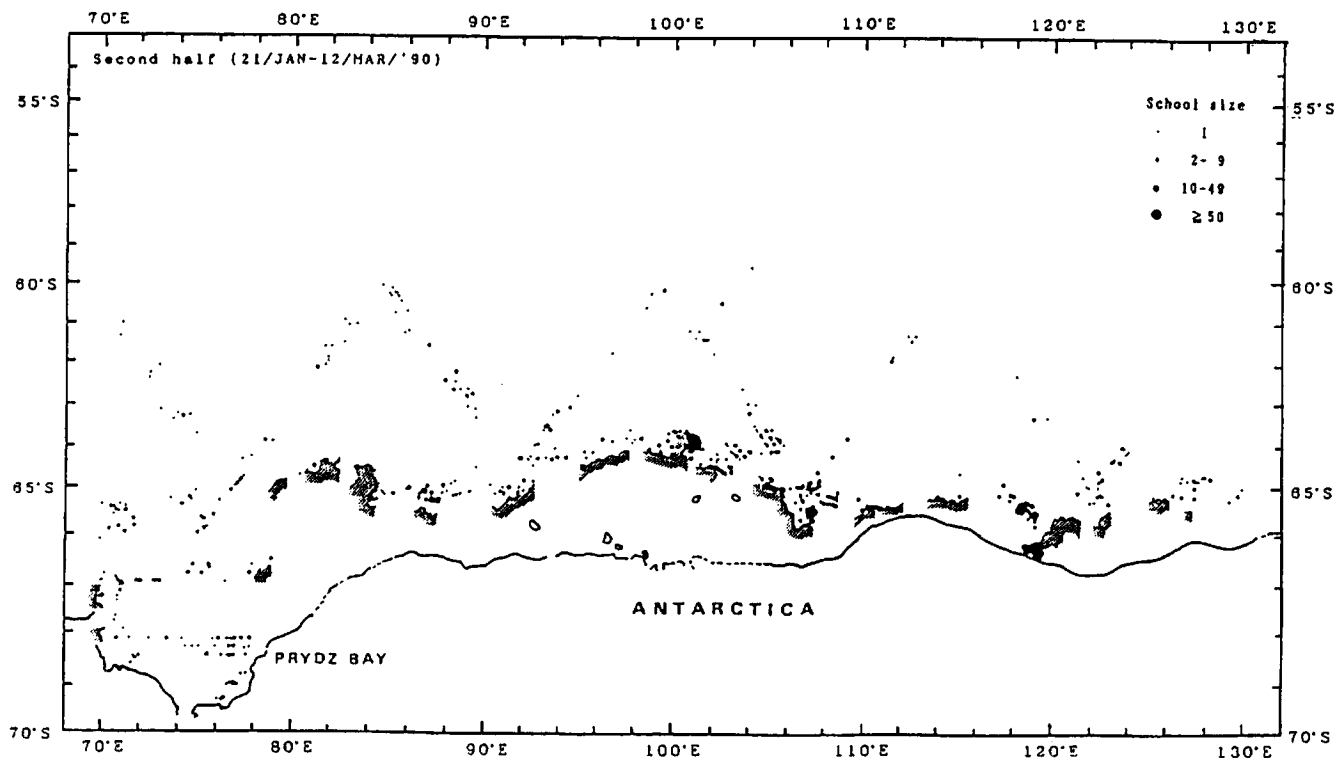 70°E 80°E 90°E 100°E 110°E 120°E 130°E
Second half (21/JAN-12/MAR/'90)
55°S 55°S
School size
1
2- 9
10-49
≥50
60°S 60°S
65°S 65°S
ANTARCTICA
PRYDZ BAY
70°S 70°S
70°E 80°E 90°E 100°E 110°E 120°E 130°E